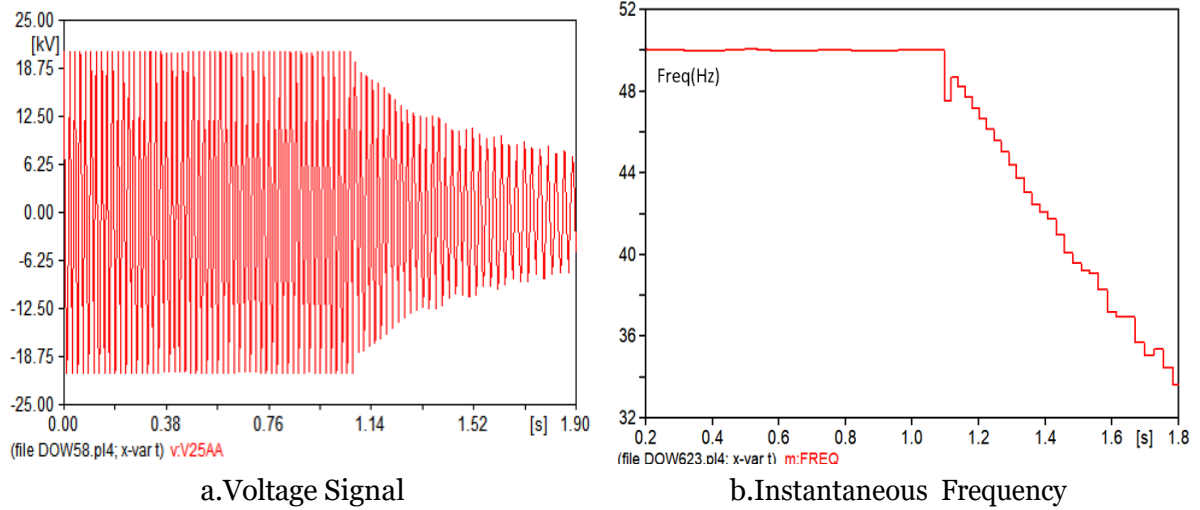 25.00
[kV]
18.75
12.50
6.25
0.00
-6.25
-12.50
-18.75
-25.00
0.00 0.38 0.76 1.14 1.52 [s] 1.90
(file DOW58.pl4; x-var t) v:V25AA
a.Voltage Signal
52
Freq(Hz)
48
44
40
36
32
0.2 0.4 0.6 0.8 1.0 1.2 1.4 1.6 [s] 1.8
(file DOW623.pl4; x-var t) m:FREQ
b.Instantaneous Frequency